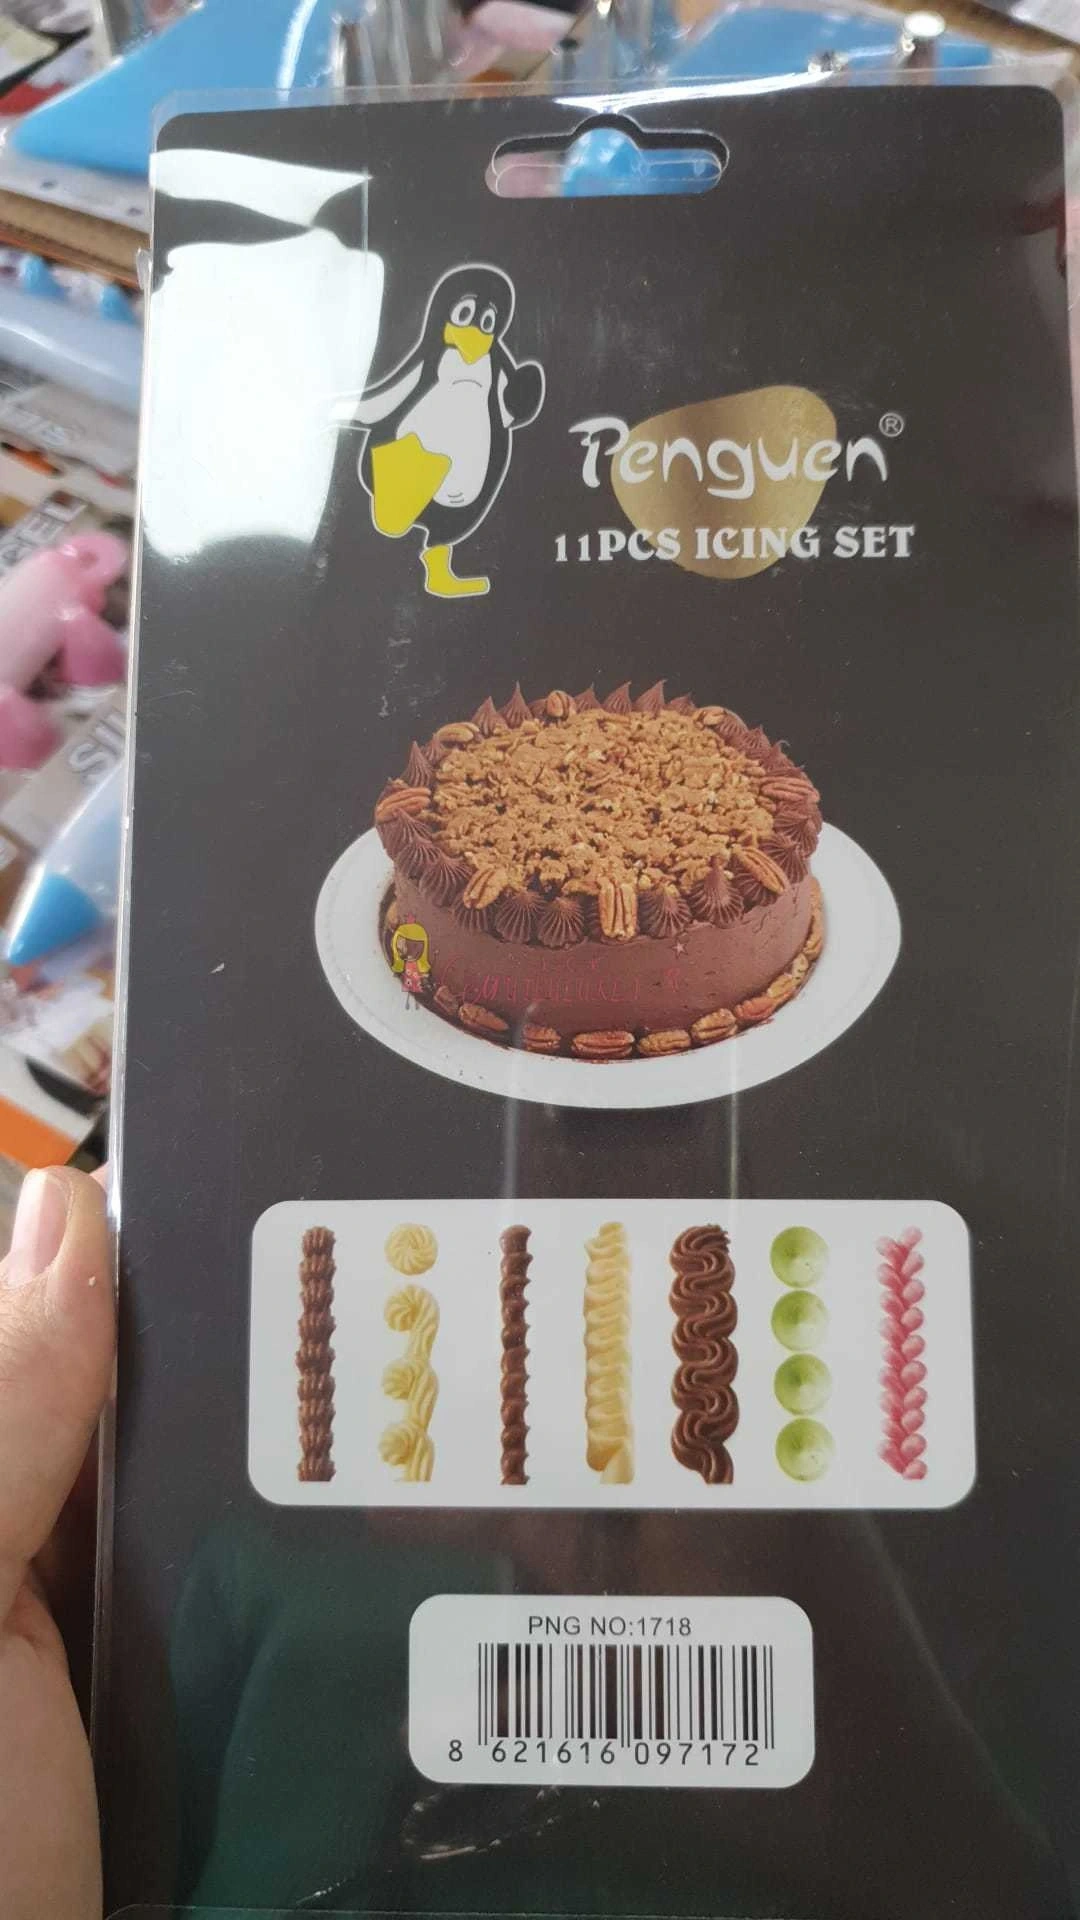 Penguen®
11PCS ICING SET
PNG NO:1718
8 621616 097172